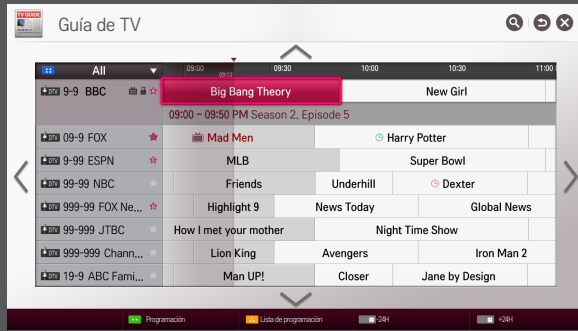 TV GUIDE
Guía de TV
All ▼ 09:00 09:12 09:30 10:00 10:30 11:00
DTV 9-9 BBC Big Bang Theory New Girl
09:00 ~ 09:50 PM Season 2, Episode 5
DTV 09-9 FOX Mad Men Harry Potter
DTV 9-99 ESPN MLB Super Bowl
DTV 99-99 NBC Friends Underhill Dexter
DTV 999-99 FOX Ne... Highlight 9 News Today Global News
DTV 99-999 JTBC How I met your mother Night Time Show
DTV 999-999 Chann... Lion King Avengers Iron Man 2
DTV 19-9 ABC Fami... Man UP! Closer Jane by Design
Programación Lista de programación -24H +24H